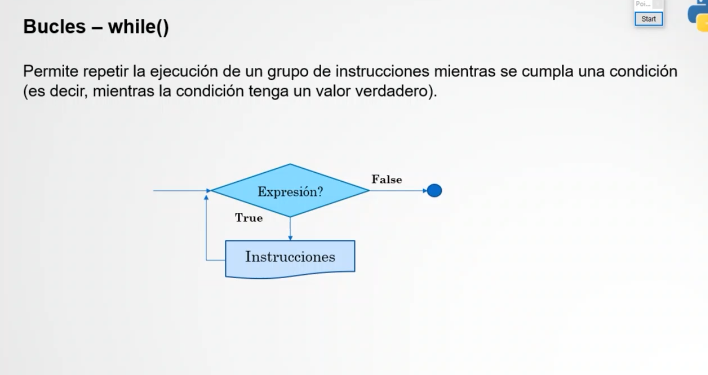 Poi...
Start
Bucles – while()
Permite repetir la ejecución de un grupo de instrucciones mientras se cumpla una condición
(es decir, mientras la condición tenga un valor verdadero).
False
Expresión?
True
Instrucciones